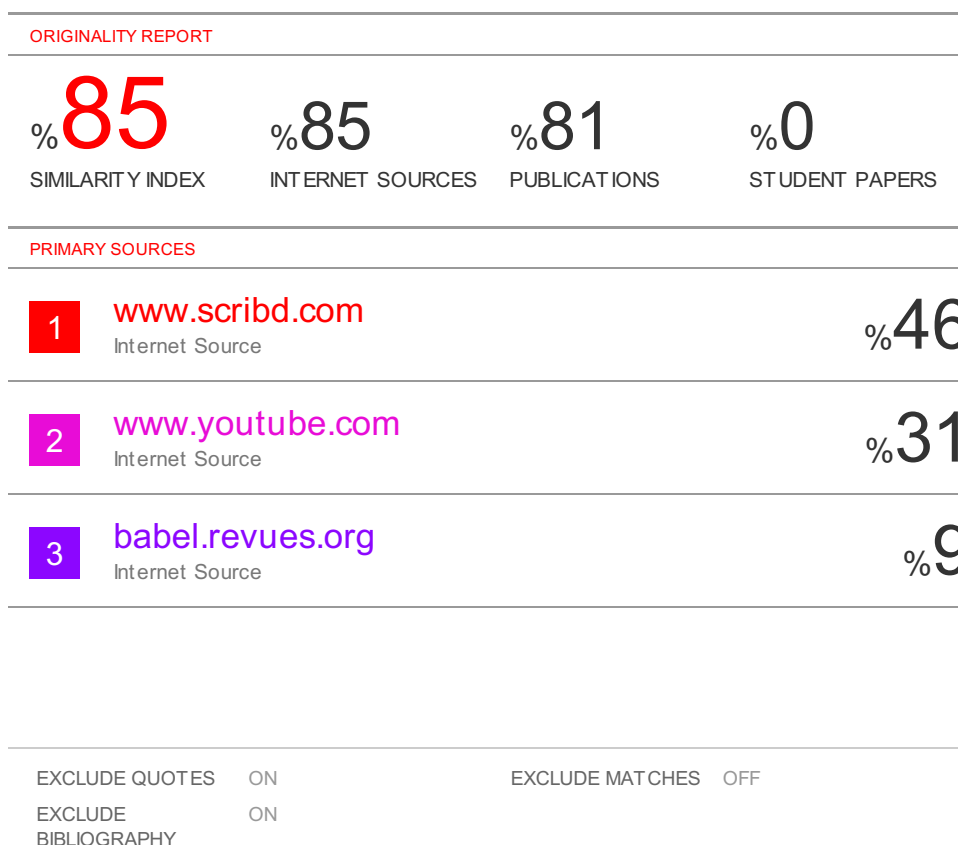 ORIGINALITY REPORT
%85 %85 %81 %0
SIMILARITY INDEX INTERNET SOURCES PUBLICATIONS STUDENT PAPERS
PRIMARY SOURCES
1 www.scribd.com %46
Internet Source
2 www.youtube.com %31
Internet Source
3 babel.revues.org %9
Internet Source
EXCLUDE QUOTES ON EXCLUDE MATCHES OFF
EXCLUDE ON
BIBLIOGRAPHY